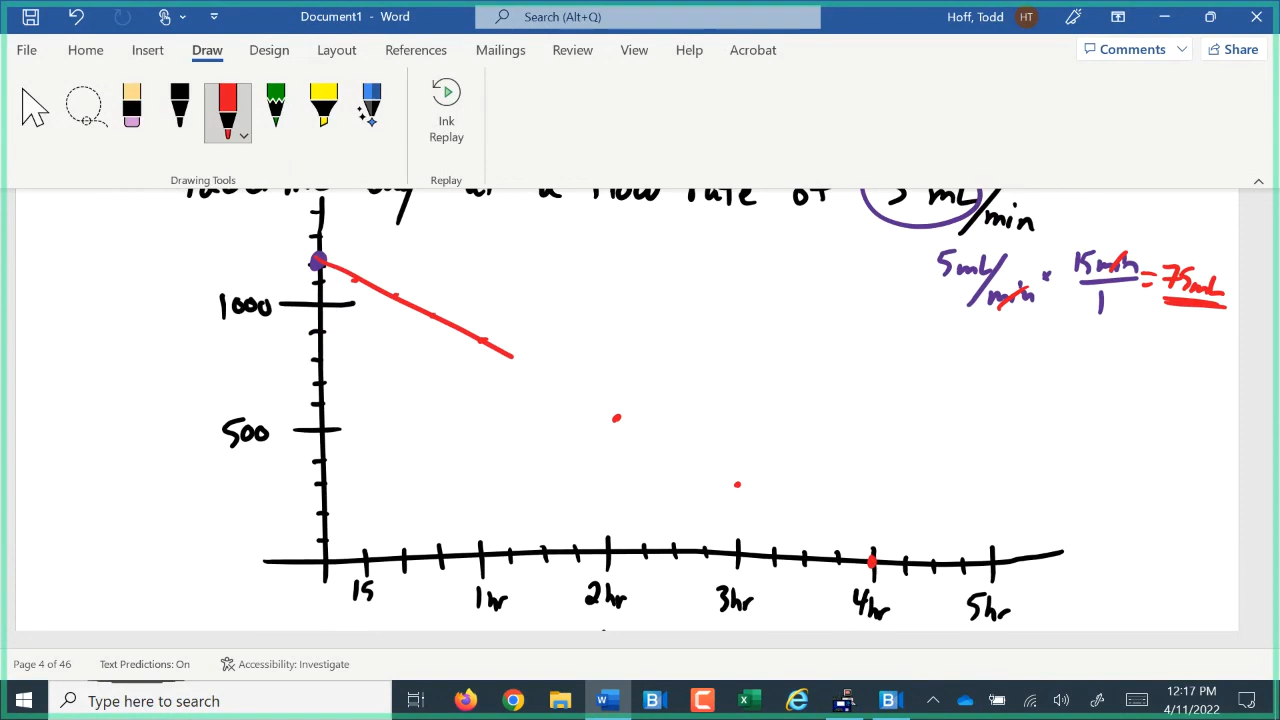 Document1 - Word
Search (Alt+Q)
Hoff, Todd HT
File Home Insert Draw Design Layout References Mailings Review View Help Acrobat
Comments Share
Ink
Replay
Drawing Tools Replay
a flow rate of 5 mL/min
5mL/min * 15min/1 = 75mL
1000
500
15 1hr 2hr 3hr 4hr 5hr
Page 4 of 46 Text Predictions: On Accessibility: Investigate
Type here to search
12:17 PM
4/11/2022